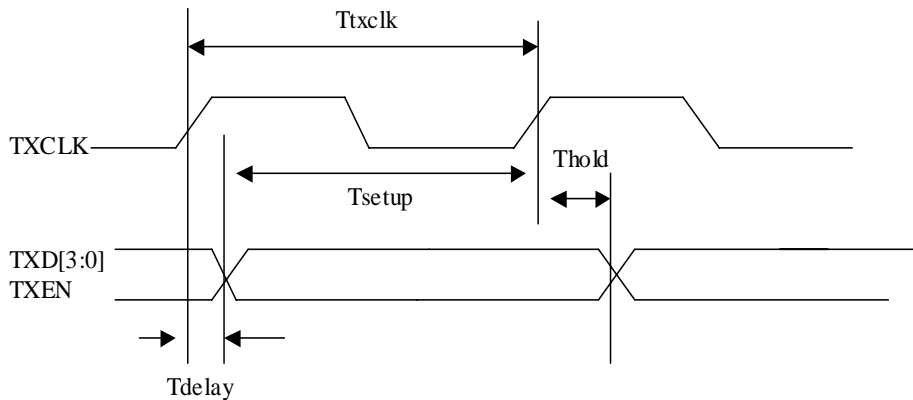 Ttxclk
TXCLK
Thold
Tsetup
TXD[3:0]
TXEN
Tdelay